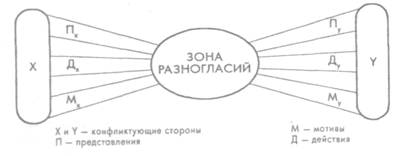 Пх
Пу
X
Дх
ЗОНА
РАЗНОГЛАСИЙ
Ду
Y
Мх
Му
X и Y — конфликтующие стороны
П — представления
М — мотивы
Д — действия